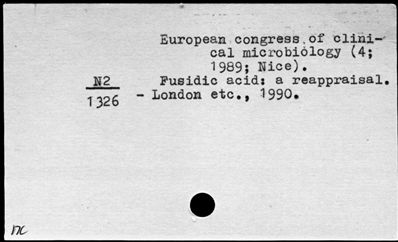 European congress of clini-
cal microbiology (4;
1989; Nice).
N2 Fusidic acid: a reappraisal.
1326 - London etc., 1990.